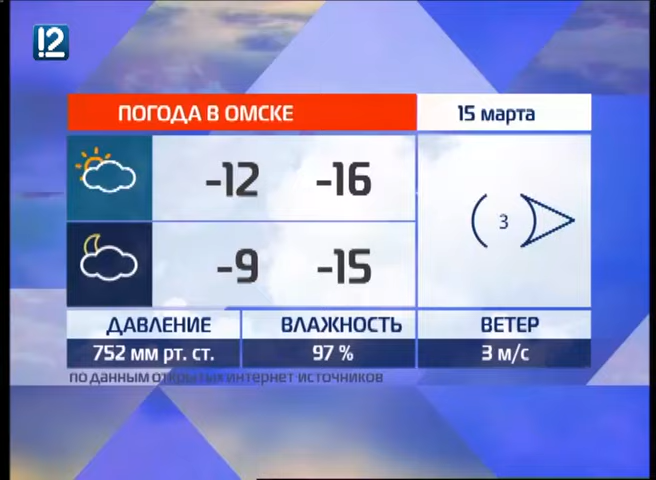 12
ПОГОДА В ОМСКЕ 15 марта
-12 -16
3
-9 -15
ДАВЛЕНИЕ ВЛАЖНОСТЬ ВЕТЕР
752 мм рт. ст. 97 % 3 м/с
по данным открытых интернет источников